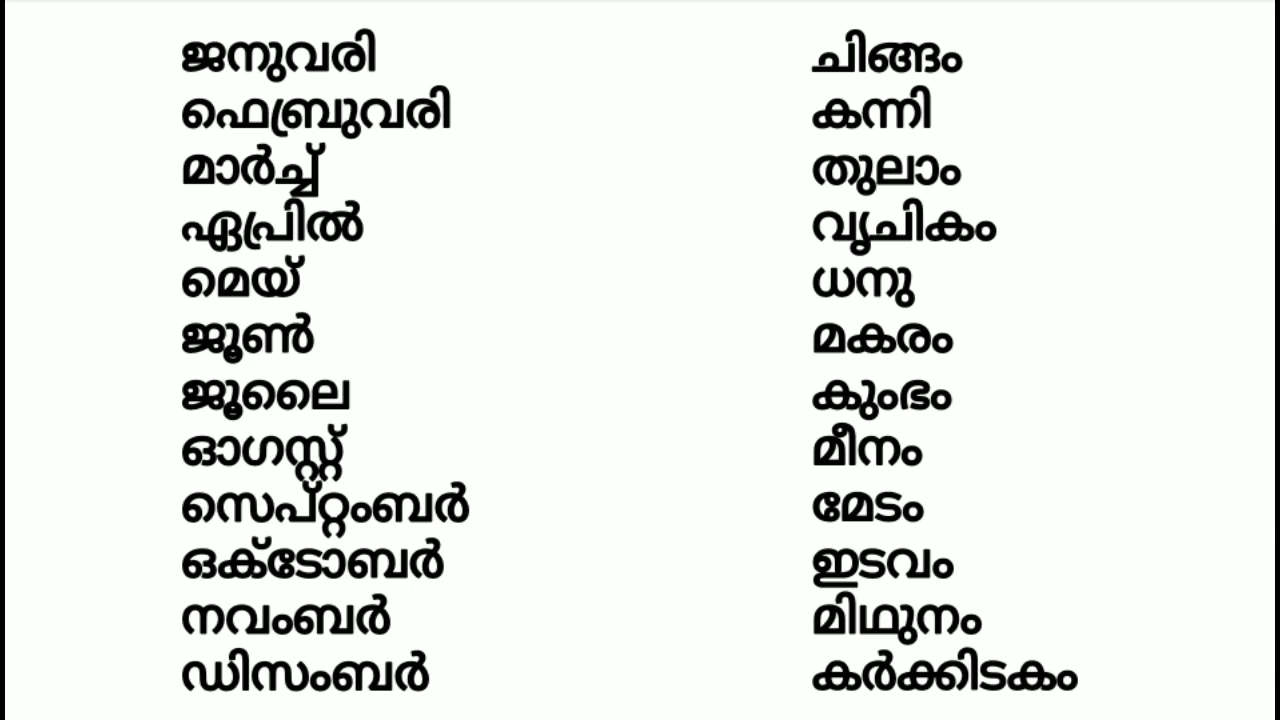 ജനുവരി ചിങ്ങം
ഫെബ്രുവരി കന്നി
മാർച്ച് തുലാം
ഏപ്രിൽ വൃചികം
മെയ് ധനു
ജൂൺ മകരം
ജൂലൈ കുംഭം
ഓഗസ്റ്റ് മീനം
സെപ്റ്റംബർ മേടം
ഒക്ടോബർ ഇടവം
നവംബർ മിഥുനം
ഡിസംബർ കർക്കിടകം